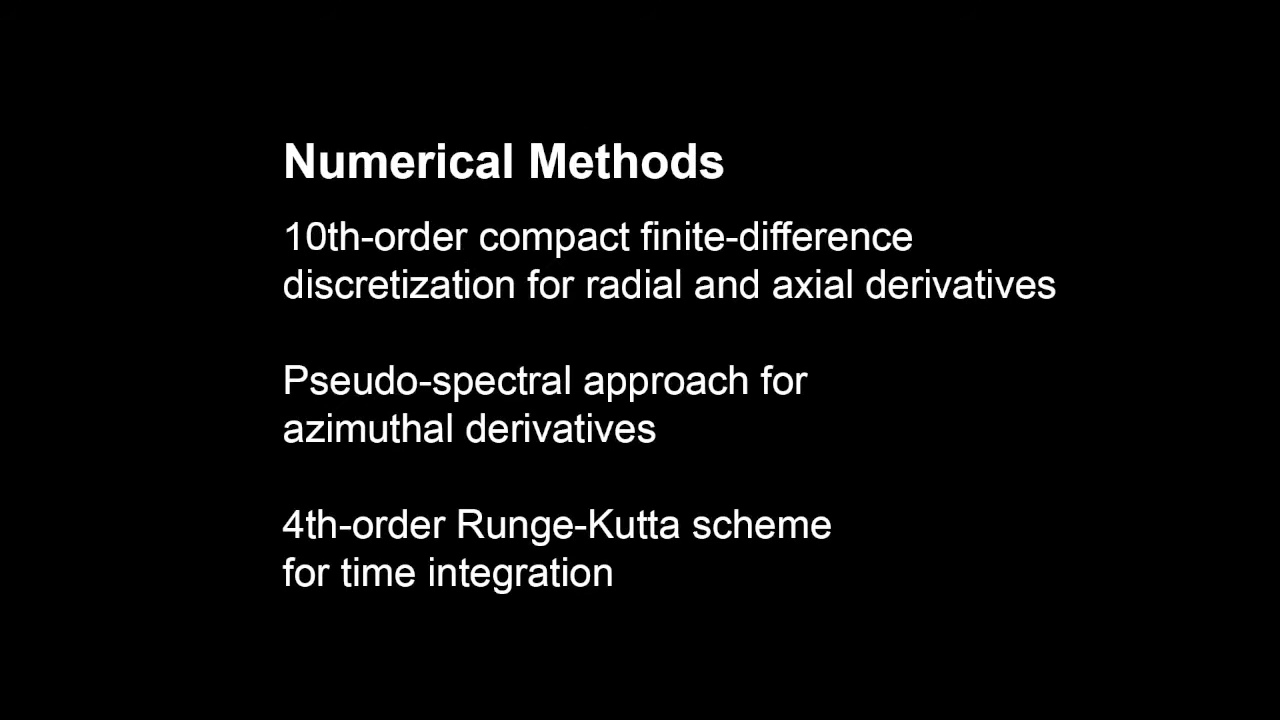 Numerical Methods
10th-order compact finite-difference
discretization for radial and axial derivatives
Pseudo-spectral approach for
azimuthal derivatives
4th-order Runge-Kutta scheme
for time integration